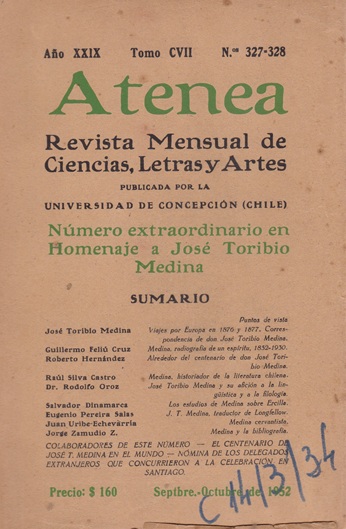 Año XXIX Tomo CVII N.os 327-328
Atenea
Revista Mensual de
Ciencias, Letras y Artes
PUBLICADA POR LA
UNIVERSIDAD DE CONCEPCIÓN (CHILE)
Número extraordinario en
Homenaje a José Toribio
Medina
SUMARIO
Puntos de vista.
José Toribio Medina Viajes por Europa en 1876 y 1877. Corres-
pondencia de don José Toribio Medina.
Guillermo Feliú Cruz Medina, radiografía de un espíritu, 1852-1930.
Roberto Hernández Alrededor del centenario de don José Tori-
bio Medina.
Raúl Silva Castro Medina, historiador de la literatura chilena.
Dr. Rodolfo Oroz José Toribio Medina y su afición a la lin-
güística y a la filología.
Salvador Dinamarca Los estudios de Medina sobre Ercilla.
Eugenio Pereira Salas J. T. Medina, traductor de Longfellow.
Juan Uribe-Echevarría Medina cervantista.
Jorge Zamudio Z. Medina y la bibliografía.
COLABORADORES DE ESTE NÚMERO — EL CENTENARIO DE
JOSÉ T. MEDINA EN EL MUNDO — NÓMINA DE LOS DELEGADOS
EXTRANJEROS QUE CONCURRIERON A LA CELEBRACIÓN EN
SANTIAGO.
Precio: $ 160 Septbre.-Octubre de 1952
C 14/3/34